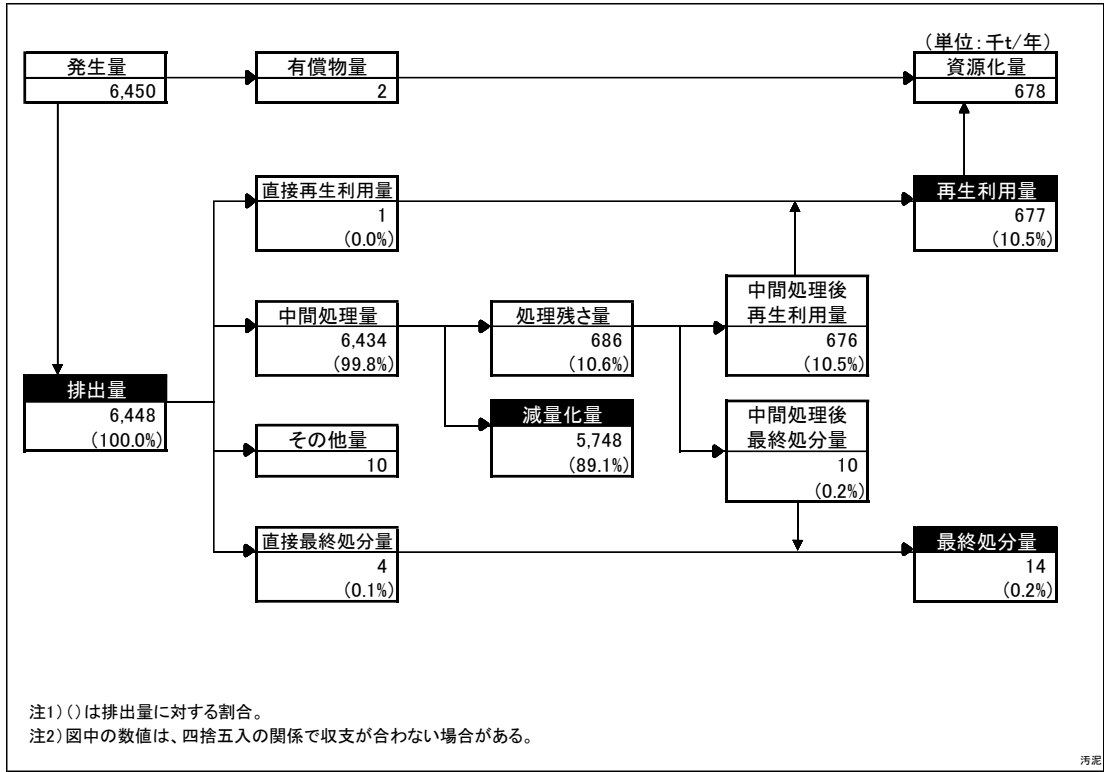 (単位:千t/年)
発生量
6,450
有償物量
2
資源化量
678
直接再生利用量
1
(0.0%)
再生利用量
677
(10.5%)
中間処理量
6,434
(99.8%)
処理残さ量
686
(10.6%)
中間処理後
再生利用量
676
(10.5%)
排出量
6,448
(100.0%)
減量化量
5,748
(89.1%)
中間処理後
最終処分量
10
(0.2%)
その他量
10
直接最終処分量
4
(0.1%)
最終処分量
14
(0.2%)
注1)()は排出量に対する割合。
注2)図中の数値は、四捨五入の関係で収支が合わない場合がある。
汚泥